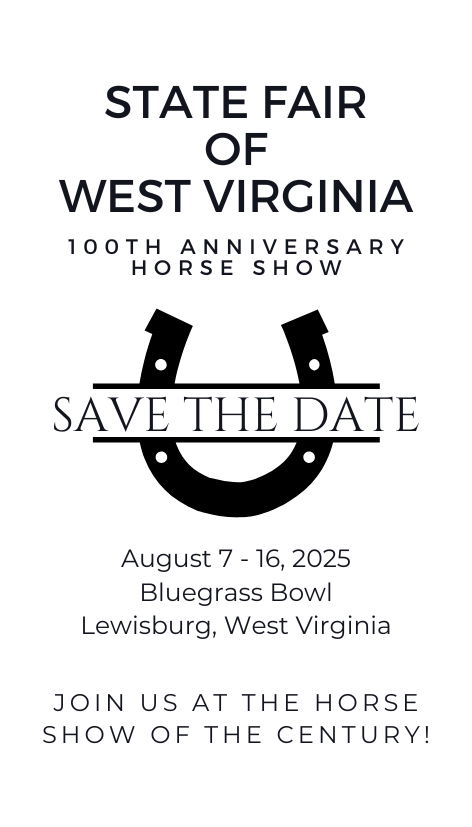 STATE FAIR
OF
WEST VIRGINIA
100TH ANNIVERSARY
HORSE SHOW
SAVE THE DATE
August 7 - 16, 2025
Bluegrass Bowl
Lewisburg, West Virginia
JOIN US AT THE HORSE
SHOW OF THE CENTURY!